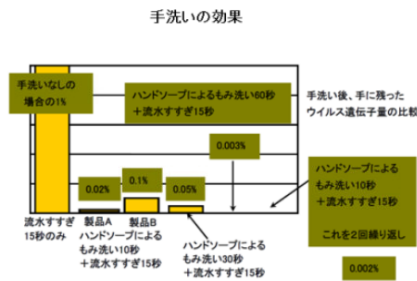 手洗いの効果
手洗いなしの
場合の1%
ハンドソープによるもみ洗い60秒
＋流水すすぎ15秒
手洗い後、手に残った
ウイルス遺伝子量の比較
0.003%
0.02%
0.1%
0.05%
ハンドソープによる
もみ洗い10秒
＋流水すすぎ15秒
これを2回繰り返し
0.002%
流水すすぎ
15秒のみ
製品A
製品B
ハンドソープによる
もみ洗い10秒
＋流水すすぎ15秒
ハンドソープによる
もみ洗い30秒
＋流水すすぎ15秒